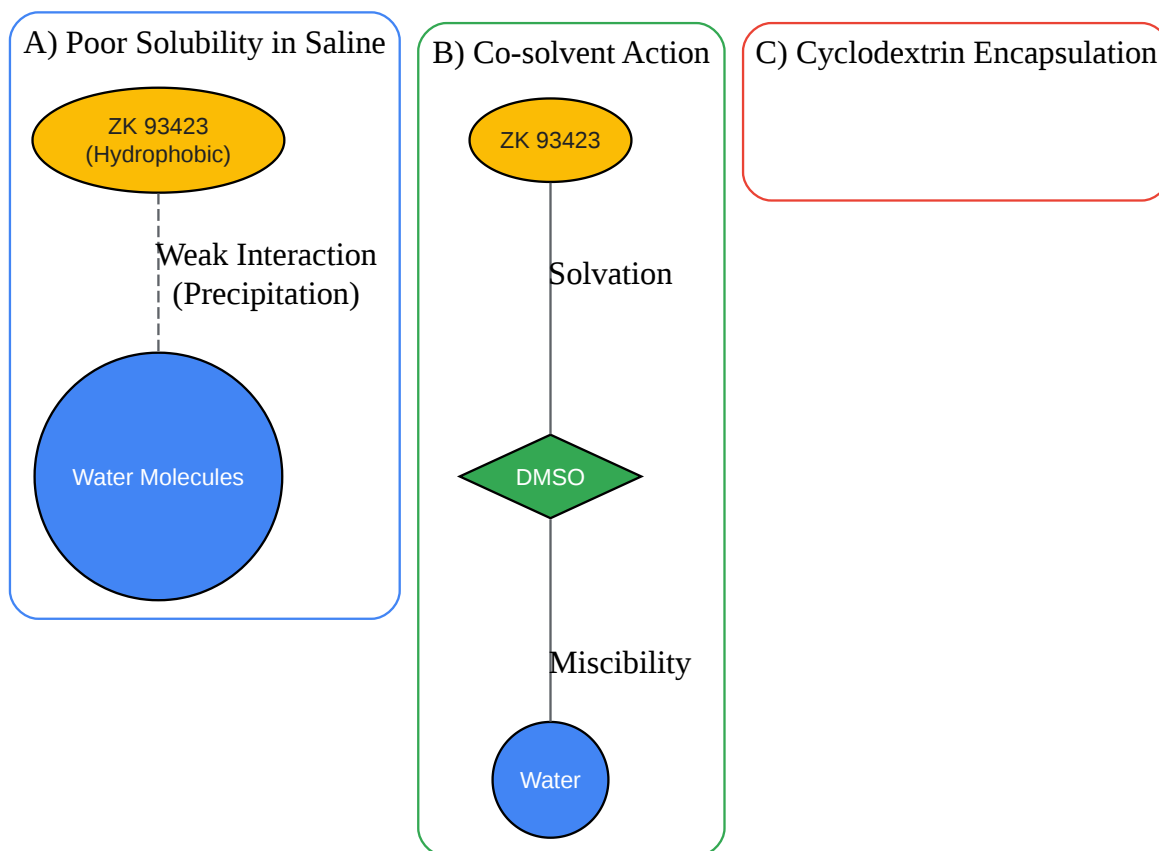 A) Poor Solubility in Saline
ZK 93423
(Hydrophobic)
Weak Interaction
(Precipitation)
Water Molecules
B) Co-solvent Action
ZK 93423
Solvation
DMSO
Miscibility
Water
C) Cyclodextrin Encapsulation